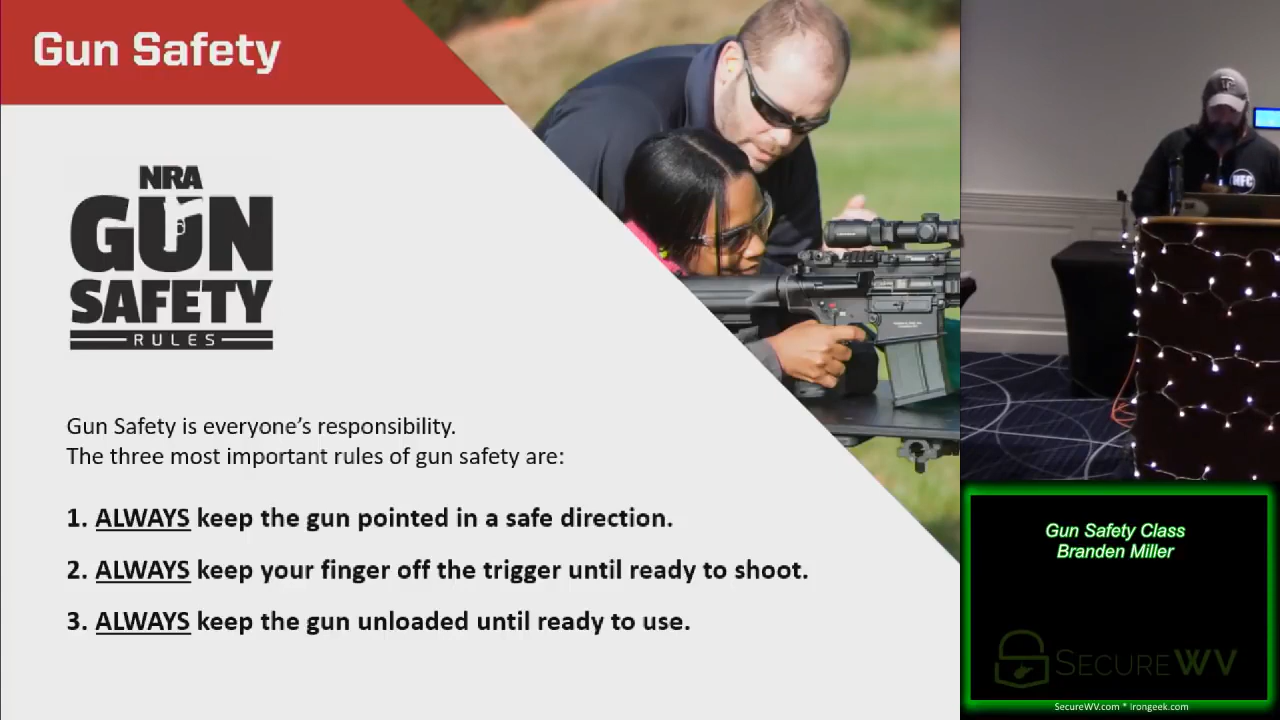 Gun Safety
NRA
GUN
SAFETY
RULES
Gun Safety is everyone's responsibility.
The three most important rules of gun safety are:
1. ALWAYS keep the gun pointed in a safe direction.
2. ALWAYS keep your finger off the trigger until ready to shoot.
3. ALWAYS keep the gun unloaded until ready to use.
HFC
Gun Safety Class
Branden Miller
SECUREWV
SecureWV.com * Irongeek.com